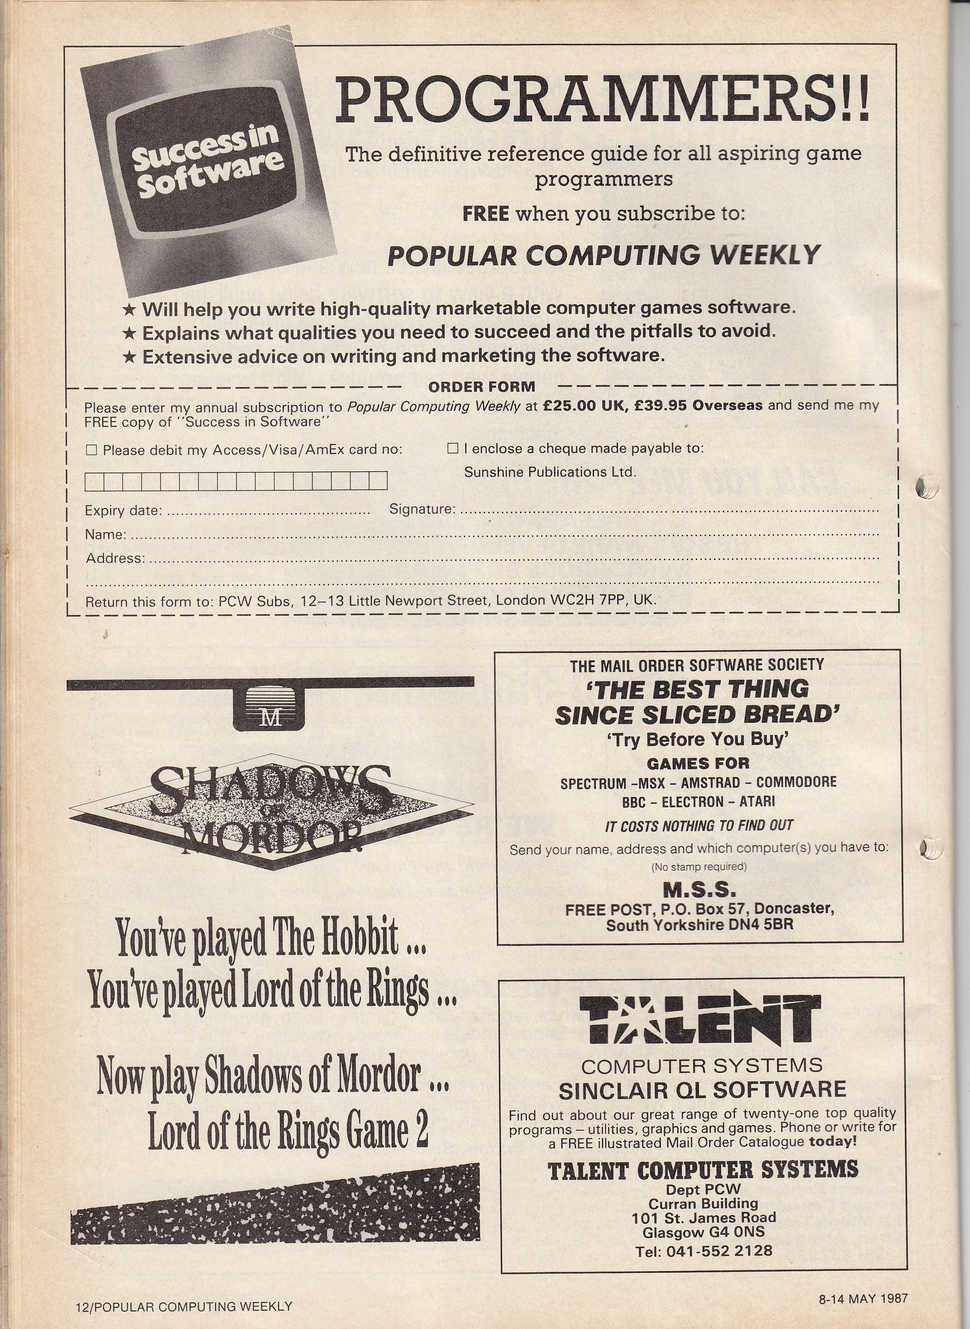 Success in
Software
PROGRAMMERS!!
The definitive reference guide for all aspiring game
programmers
FREE when you subscribe to:
POPULAR COMPUTING WEEKLY
★ Will help you write high-quality marketable computer games software.
★ Explains what qualities you need to succeed and the pitfalls to avoid.
★ Extensive advice on writing and marketing the software.
ORDER FORM
Please enter my annual subscription to Popular Computing Weekly at £25.00 UK, £39.95 Overseas and send me my
FREE copy of "Success in Software"
☐ Please debit my Access/Visa/AmEx card no:
☐ I enclose a cheque made payable to:
Sunshine Publications Ltd.
Expiry date: ........ Signature: ........
Name: ........
Address: ........
Return this form to: PCW Subs, 12–13 Little Newport Street, London WC2H 7PP, UK.
M
SHADOWS
OF
MORDOR
You've played The Hobbit ...
You've played Lord of the Rings ...
Now play Shadows of Mordor ...
Lord of the Rings Game 2
THE MAIL ORDER SOFTWARE SOCIETY
'THE BEST THING
SINCE SLICED BREAD'
'Try Before You Buy'
GAMES FOR
SPECTRUM –MSX – AMSTRAD – COMMODORE
BBC – ELECTRON – ATARI
IT COSTS NOTHING TO FIND OUT
Send your name, address and which computer(s) you have to:
(No stamp required)
M.S.S.
FREE POST, P.O. Box 57, Doncaster,
South Yorkshire DN4 5BR
TALENT
COMPUTER SYSTEMS
SINCLAIR QL SOFTWARE
Find out about our great range of twenty-one top quality
programs – utilities, graphics and games. Phone or write for
a FREE illustrated Mail Order Catalogue today!
TALENT COMPUTER SYSTEMS
Dept PCW
Curran Building
101 St. James Road
Glasgow G4 0NS
Tel: 041-552 2128
12/POPULAR COMPUTING WEEKLY
8-14 MAY 1987